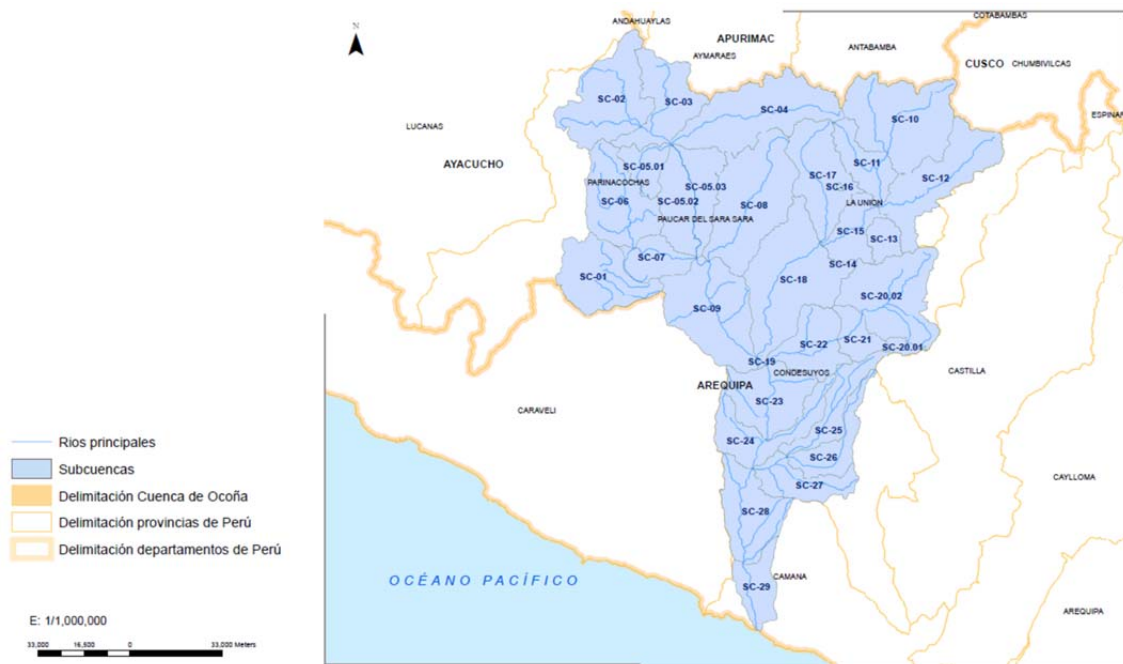 ANDAHUAYLAS
COTABAMBAS
N
APURIMAC
AYMARAES
ANTABAMBA
CUSCO
CHUMBIVILCAS
SC-02
SC-03
SC-04
SC-10
ESPINAR
LUCANAS
AYACUCHO
SC-05.01
SC-11
SC-17
SC-12
PARINACOCHAS
SC-05.03
SC-16
SC-06
SC-05.02
SC-08
LA UNION
PAUCAR DEL SARA SARA
SC-15
SC-13
SC-07
SC-14
SC-01
SC-18
SC-20.02
SC-09
SC-22
SC-21
SC-20.01
SC-19
CONDESUYOS
CASTILLA
AREQUIPA
SC-23
CARAVELI
SC-25
SC-24
SC-26
SC-27
CAYLLOMA
SC-28
OCÉANO PACÍFICO
CAMANA
SC-29
AREQUIPA
Rios principales
Subcuencas
Delimitación Cuenca de Ocoña
Delimitación provincias de Perú
Delimitación departamentos de Perú
E: 1/1,000,000
33,000 16,500 0 33,000 Meters